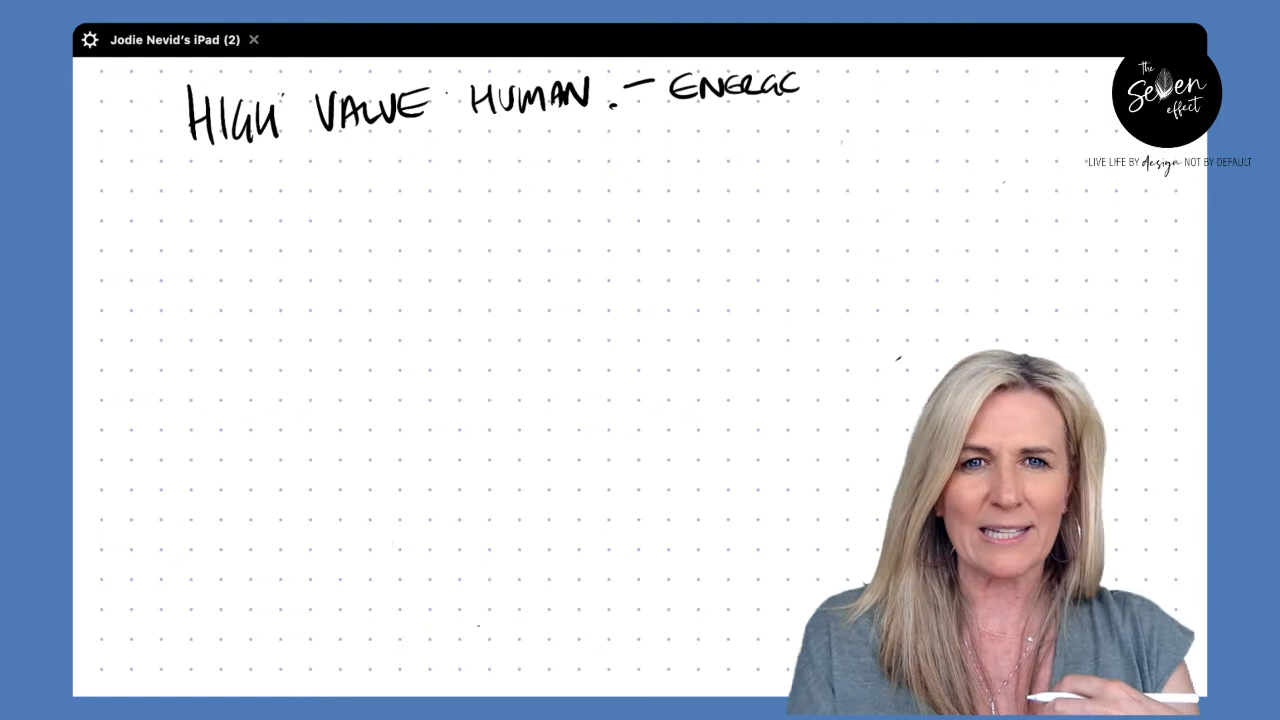 Jodie Nevid's iPad (2)
HIGH VALUE HUMAN. - ENERGC
the
Seven
effect
"LIVE LIFE BY design NOT BY DEFAULT